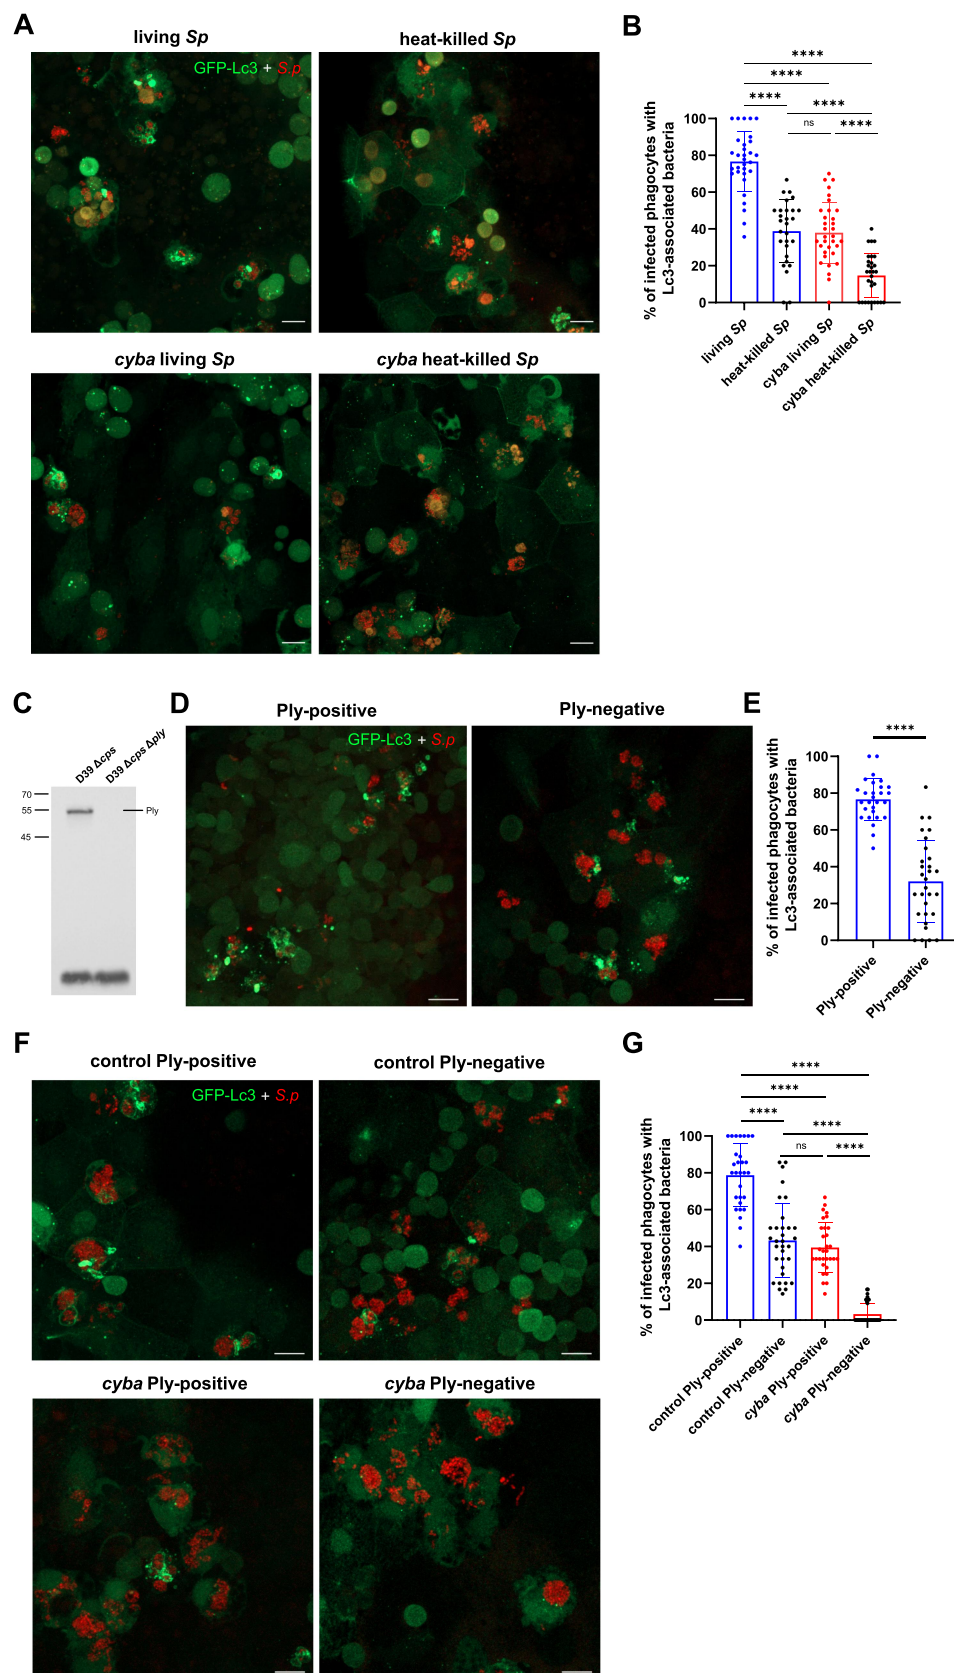 A
living Sp
heat-killed Sp
GFP-Lc3 + S.p
cyba living Sp
cyba heat-killed Sp
B
% of infected phagocytes with
Lc3-associated bacteria
****
****
**** ****
ns ****
100
80
60
40
20
0
living Sp
heat-killed Sp
cyba living Sp
cyba heat-killed Sp
C
D39 Δcps
D39 Δcps Δply
70
55
45
Ply
D
Ply-positive
Ply-negative
GFP-Lc3 + S.p
E
% of infected phagocytes with
Lc3-associated bacteria
****
100
80
60
40
20
0
Ply-positive
Ply-negative
F
control Ply-positive
control Ply-negative
GFP-Lc3 + S.p
cyba Ply-positive
cyba Ply-negative
G
% of infected phagocytes with
Lc3-associated bacteria
****
****
**** ****
ns ****
100
80
60
40
20
0
control Ply-positive
control Ply-negative
cyba Ply-positive
cyba Ply-negative